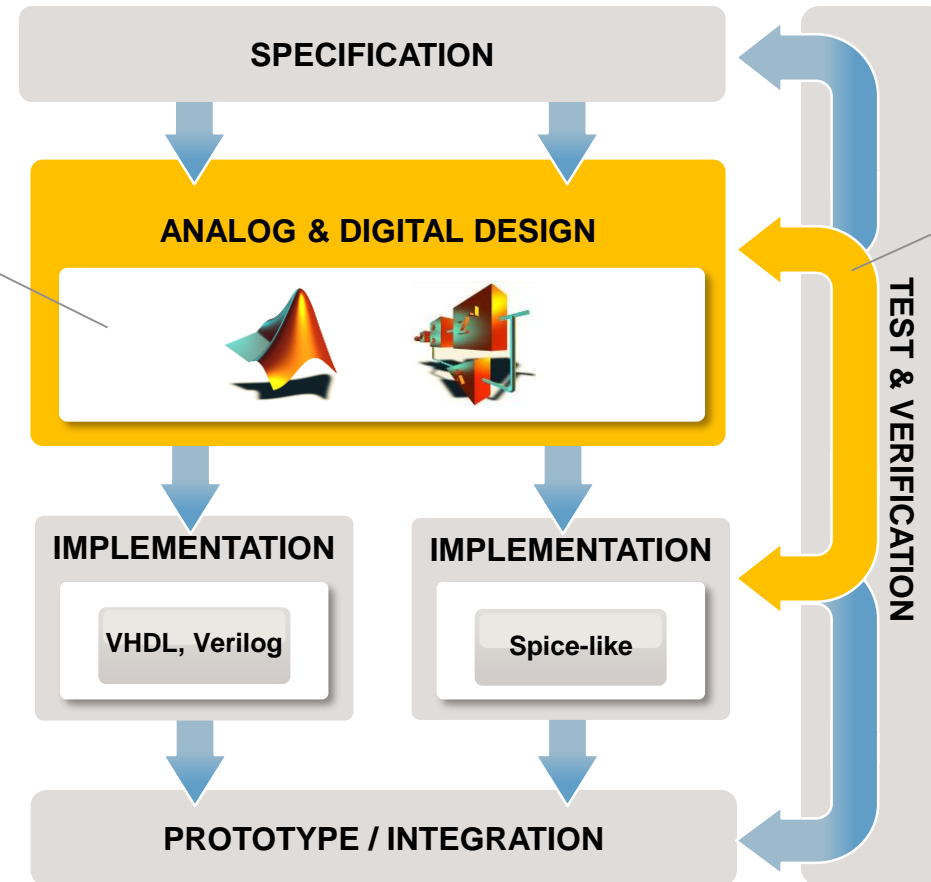 SPECIFICATION
ANALOG & DIGITAL DESIGN
IMPLEMENTATION
VHDL, Verilog
IMPLEMENTATION
Spice-like
PROTOTYPE / INTEGRATION
TEST & VERIFICATION